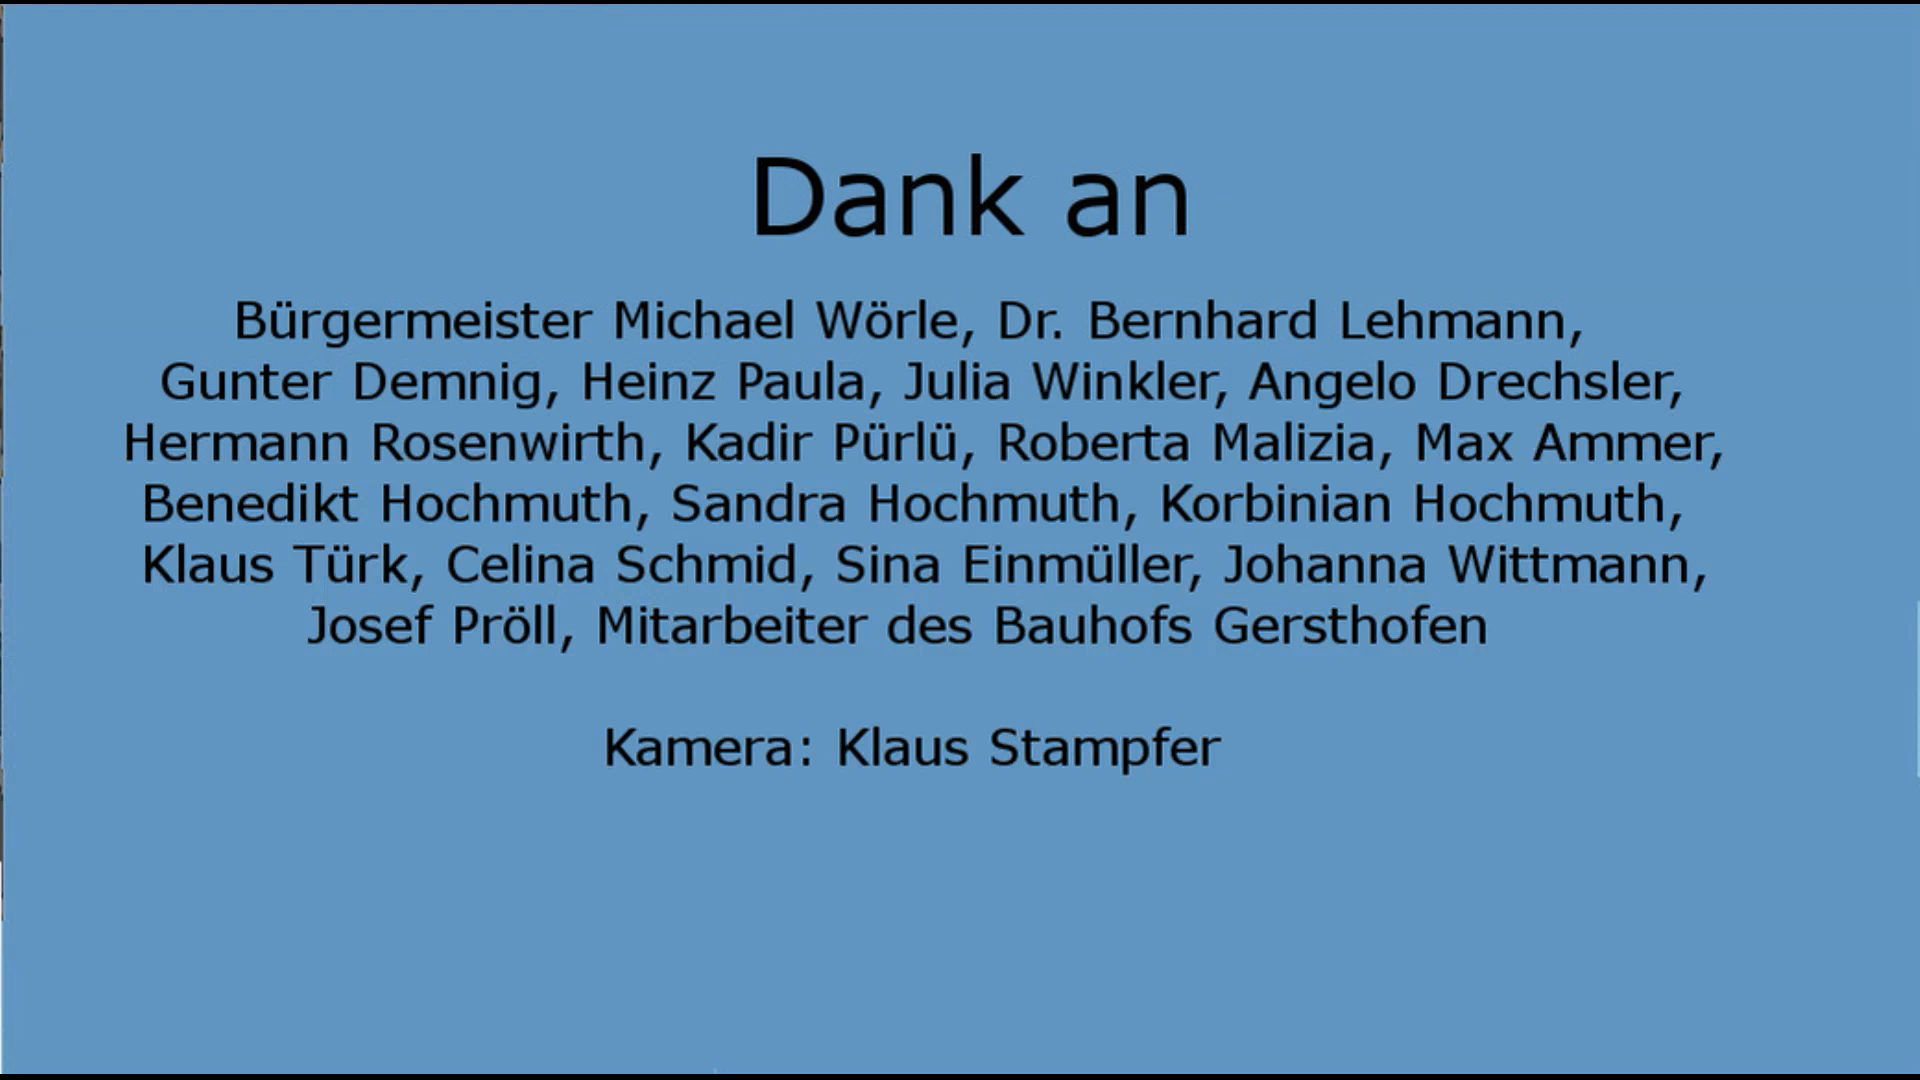 Dank an
Bürgermeister Michael Wörle, Dr. Bernhard Lehmann,
Gunter Demnig, Heinz Paula, Julia Winkler, Angelo Drechsler,
Hermann Rosenwirth, Kadir Pürlü, Roberta Malizia, Max Ammer,
Benedikt Hochmuth, Sandra Hochmuth, Korbinian Hochmuth,
Klaus Türk, Celina Schmid, Sina Einmüller, Johanna Wittmann,
Josef Pröll, Mitarbeiter des Bauhofs Gersthofen
Kamera: Klaus Stampfer